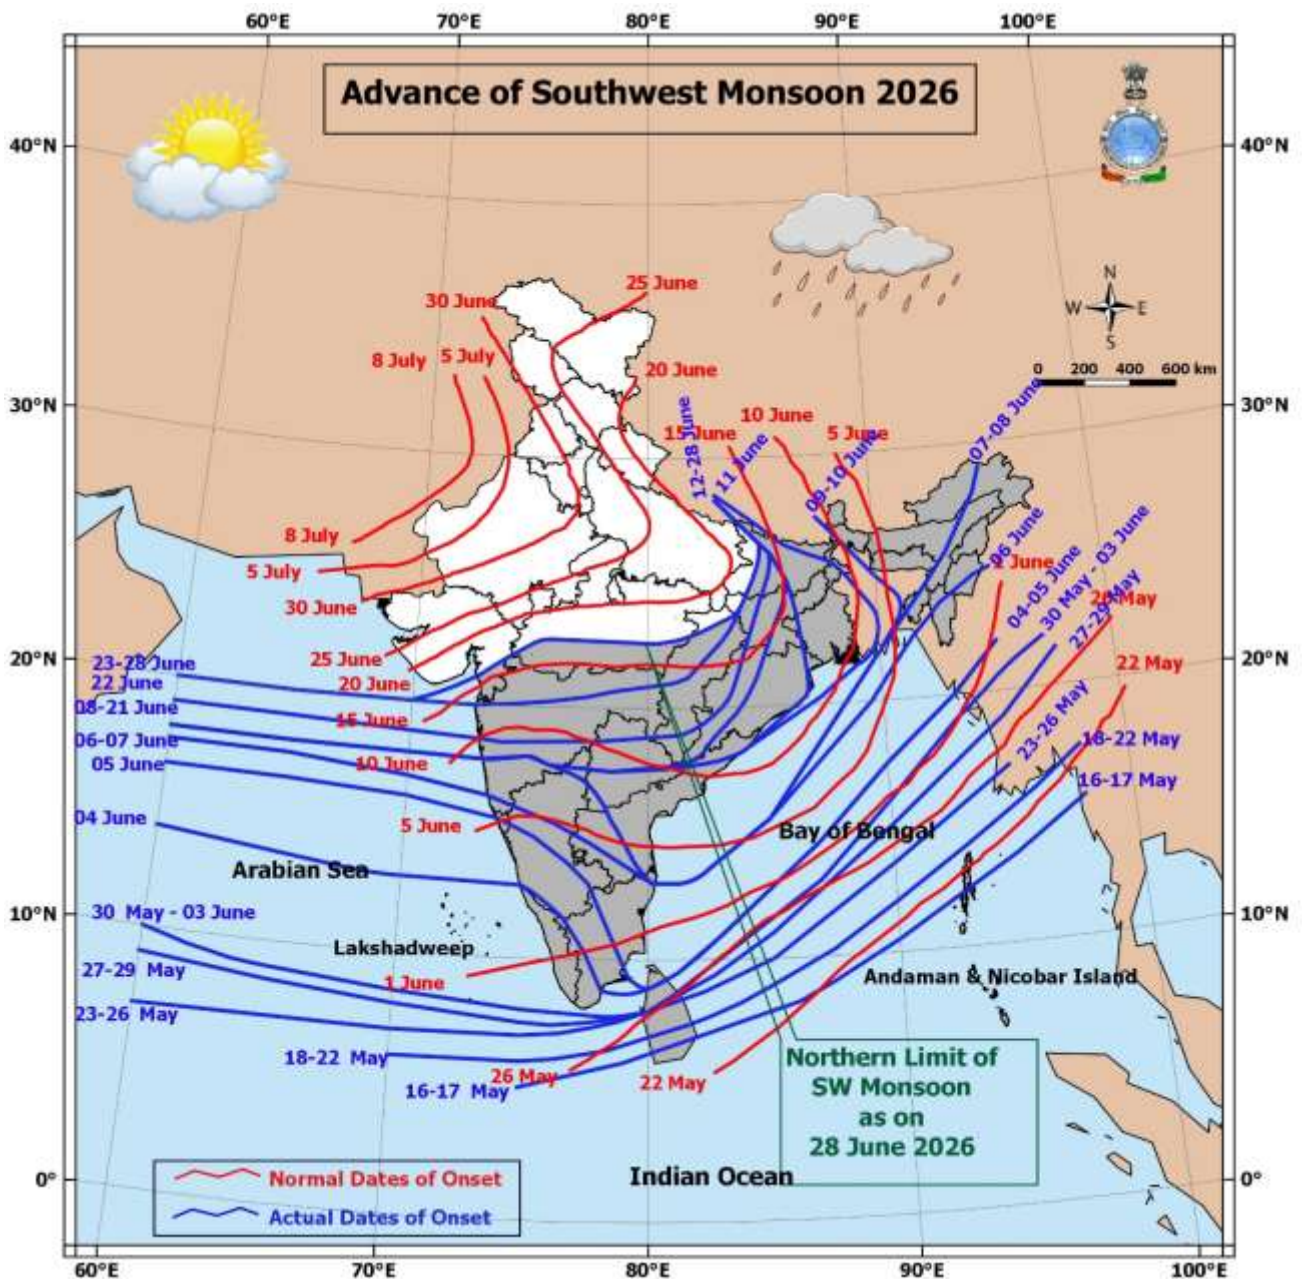 60°E 70°E 80°E 90°E 100°E
Advance of Southwest Monsoon 2026
40°N 40°N
N
W E
S
0 200 400 600 km
25 June
30 June
8 July 5 July
20 June
30°N 30°N
12-28 June
15 June
11 June
10 June
09-10 June
5 June
07-08 June
8 July
5 July
30 June
06 June
1 June
04-05 June
30 May - 03 June
27-29 May
26 May
25 June
20 June
15 June
10 June
5 June
20°N 20°N
23-28 June
22 June
08-21 June
06-07 June
05 June
04 June
22 May
23-26 May
18-22 May
16-17 May
Bay of Bengal
Arabian Sea
10°N 10°N
30 May - 03 June
Lakshadweep
27-29 May
1 June
Andaman & Nicobar Island
23-26 May
18-22 May
26 May
16-17 May
22 May
Northern Limit of
SW Monsoon
as on
28 June 2026
Indian Ocean
0° 0°
Normal Dates of Onset
Actual Dates of Onset
60°E 70°E 80°E 90°E 100°E